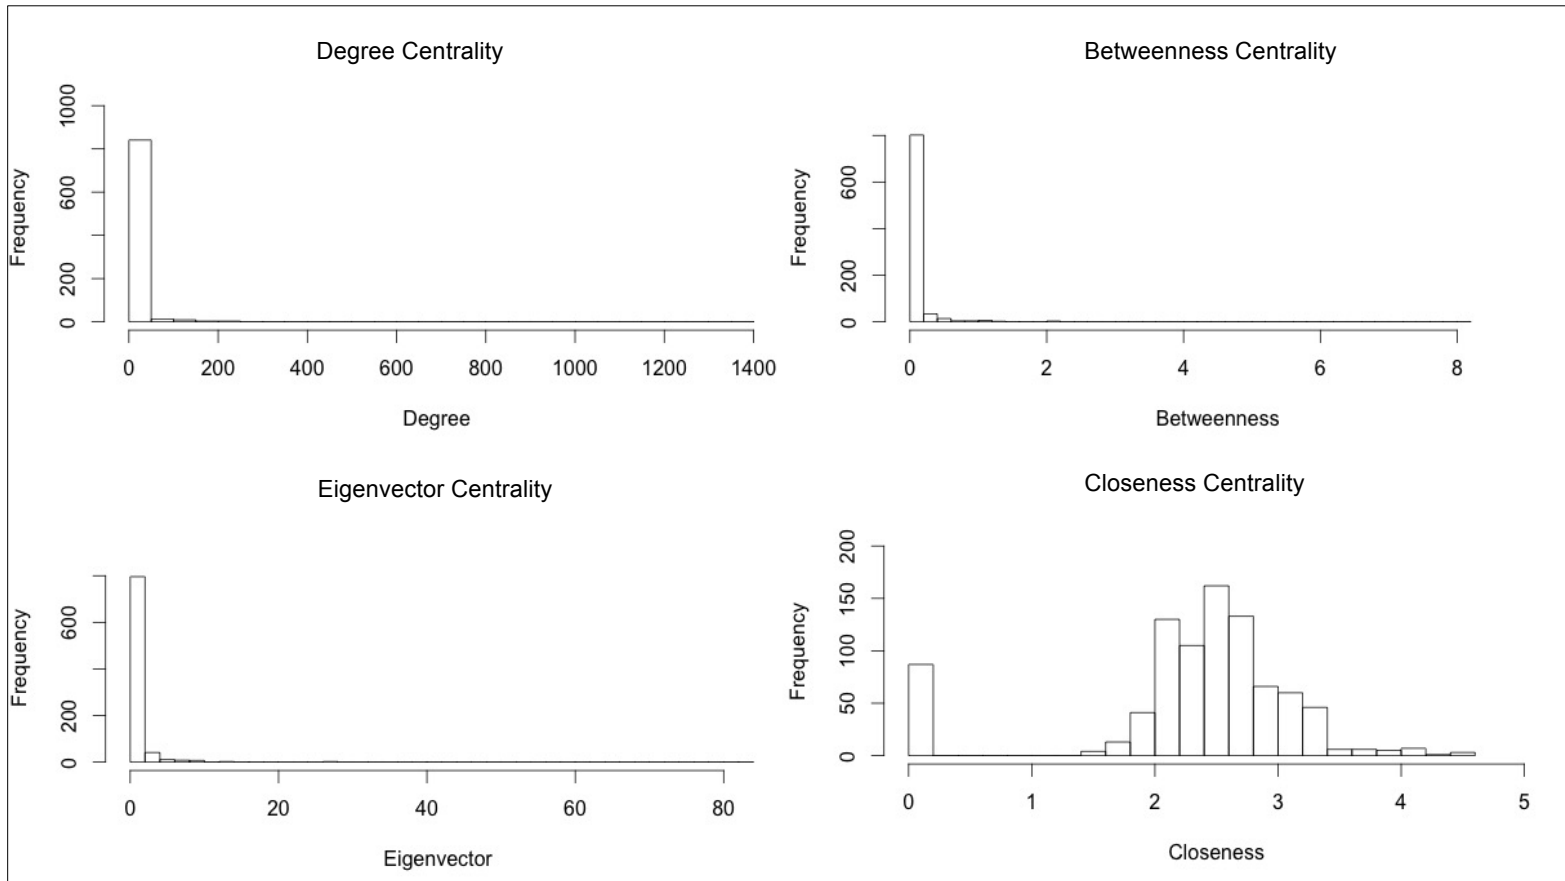 Degree Centrality
Frequency
0
200
600
1000
0 200 400 600 800 1000 1200 1400
Degree
Betweenness Centrality
Frequency
0
200
600
0 2 4 6 8
Betweenness
Eigenvector Centrality
Frequency
0
200
600
0 20 40 60 80
Eigenvector
Closeness Centrality
Frequency
0
50
100
150
200
0 1 2 3 4 5
Closeness